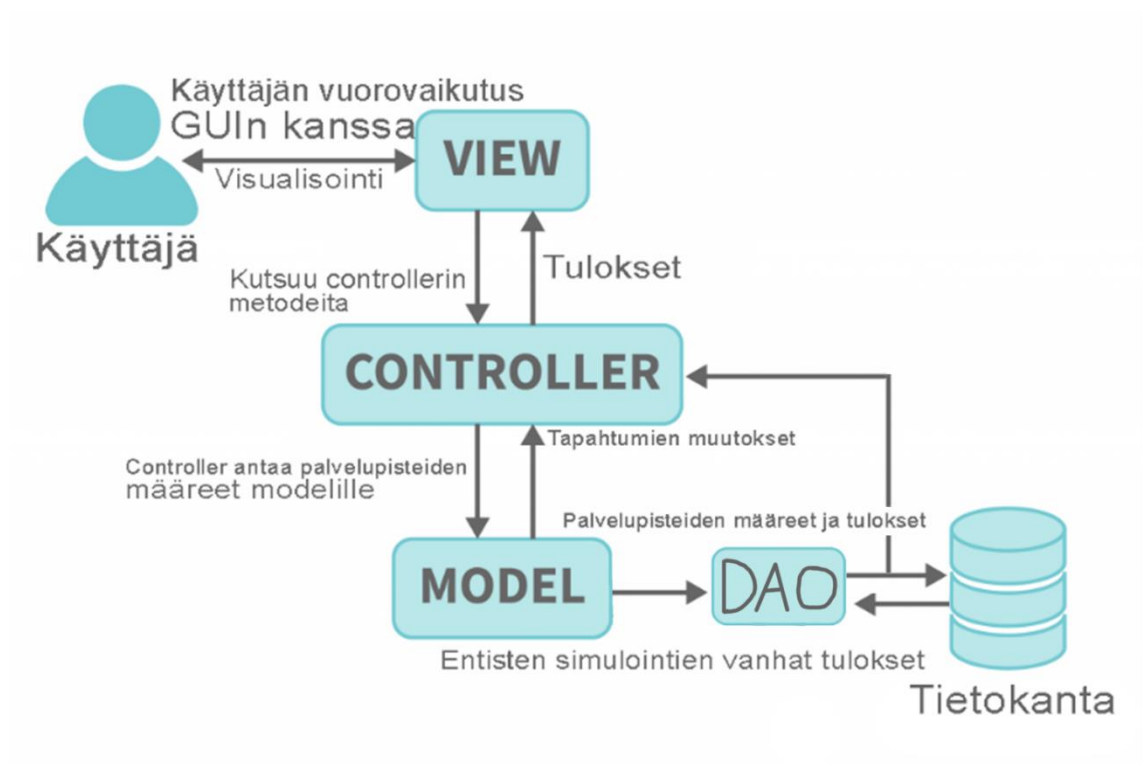 Käyttäjän vuorovaikutus
GUIn kanssa
VIEW
Visualisointi
Käyttäjä
Kutsuu controllerin
metodeita
Tulokset
CONTROLLER
Tapahtumien muutokset
Controller antaa palvelupisteiden
määreet modelille
Palvelupisteiden määreet ja tulokset
MODEL
DAO
Entisten simulointien vanhat tulokset
Tietokanta